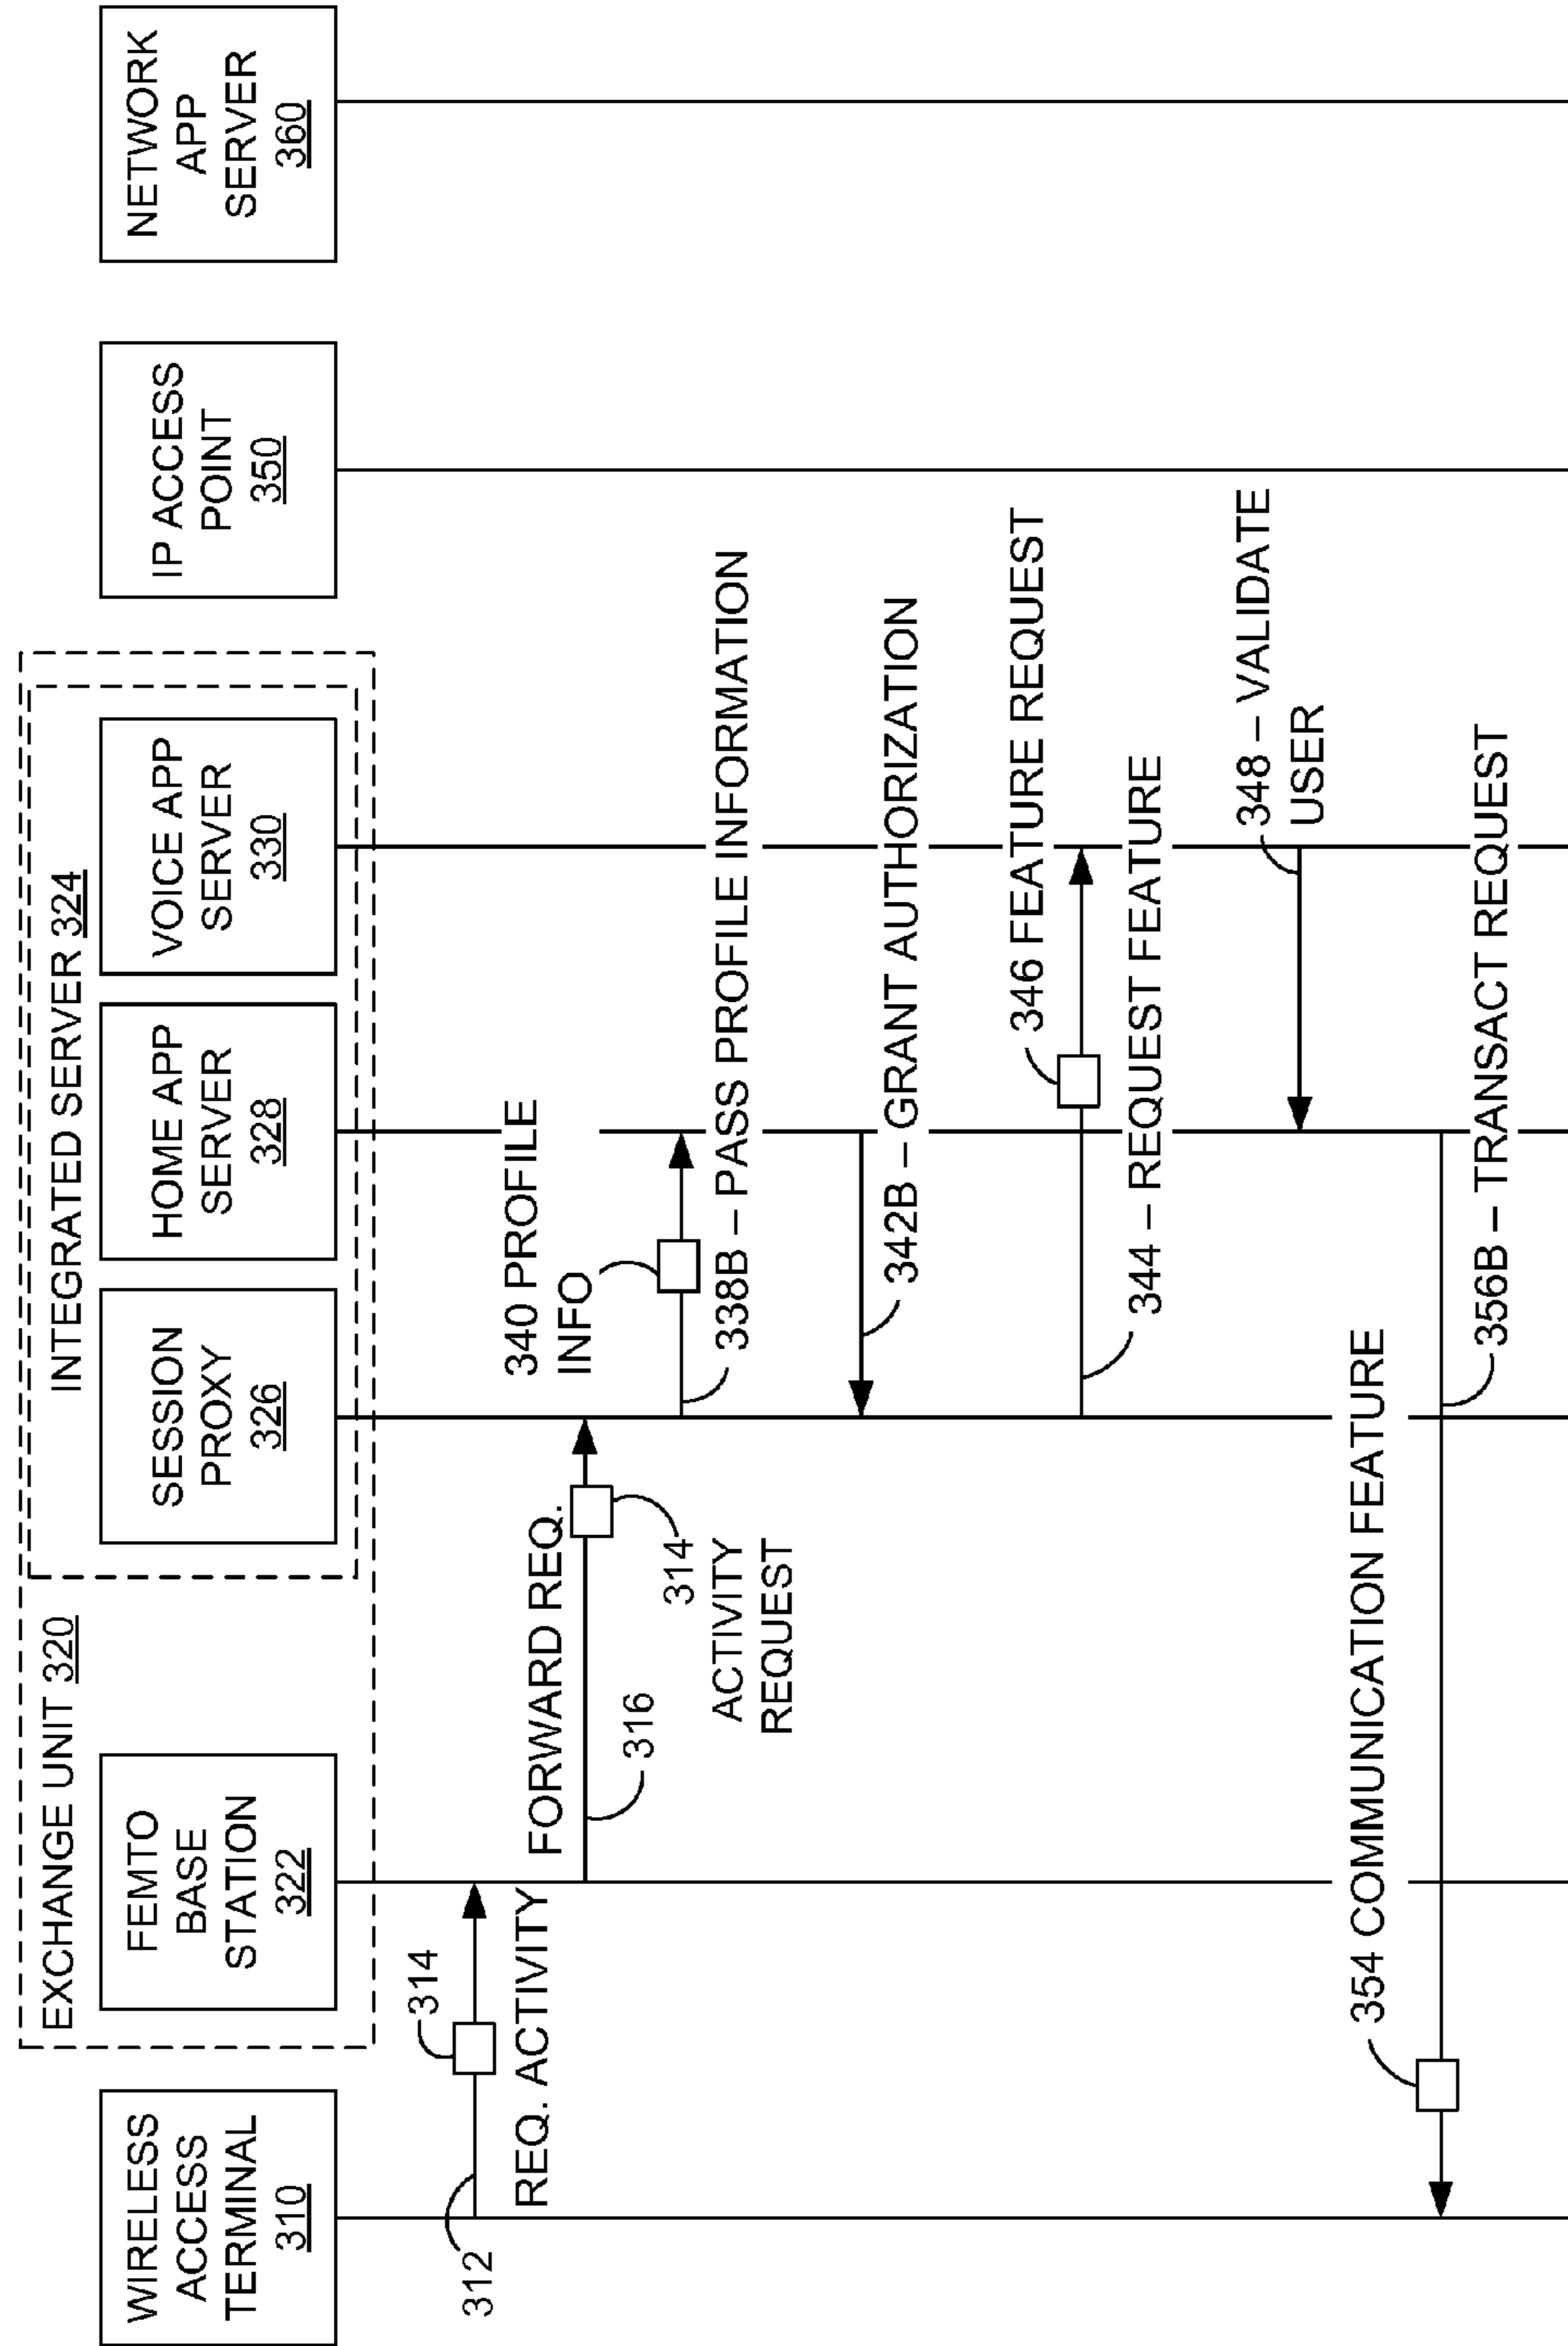 EXCHANGE UNIT 320
INTEGRATED SERVER 324
WIRELESS
ACCESS
TERMINAL
310
FEMTO
BASE
STATION
322
SESSION
PROXY
326
HOME APP
SERVER
328
VOICE APP
SERVER
330
IP ACCESS
POINT
350
NETWORK
APP
SERVER
360
312
314
REQ. ACTIVITY
FORWARD REQ.
316
314
ACTIVITY
REQUEST
340 PROFILE
INFO
338B – PASS PROFILE INFORMATION
342B – GRANT AUTHORIZATION
346 FEATURE REQUEST
344 – REQUEST FEATURE
348 – VALIDATE
USER
354 COMMUNICATION FEATURE
356B – TRANSACT REQUEST